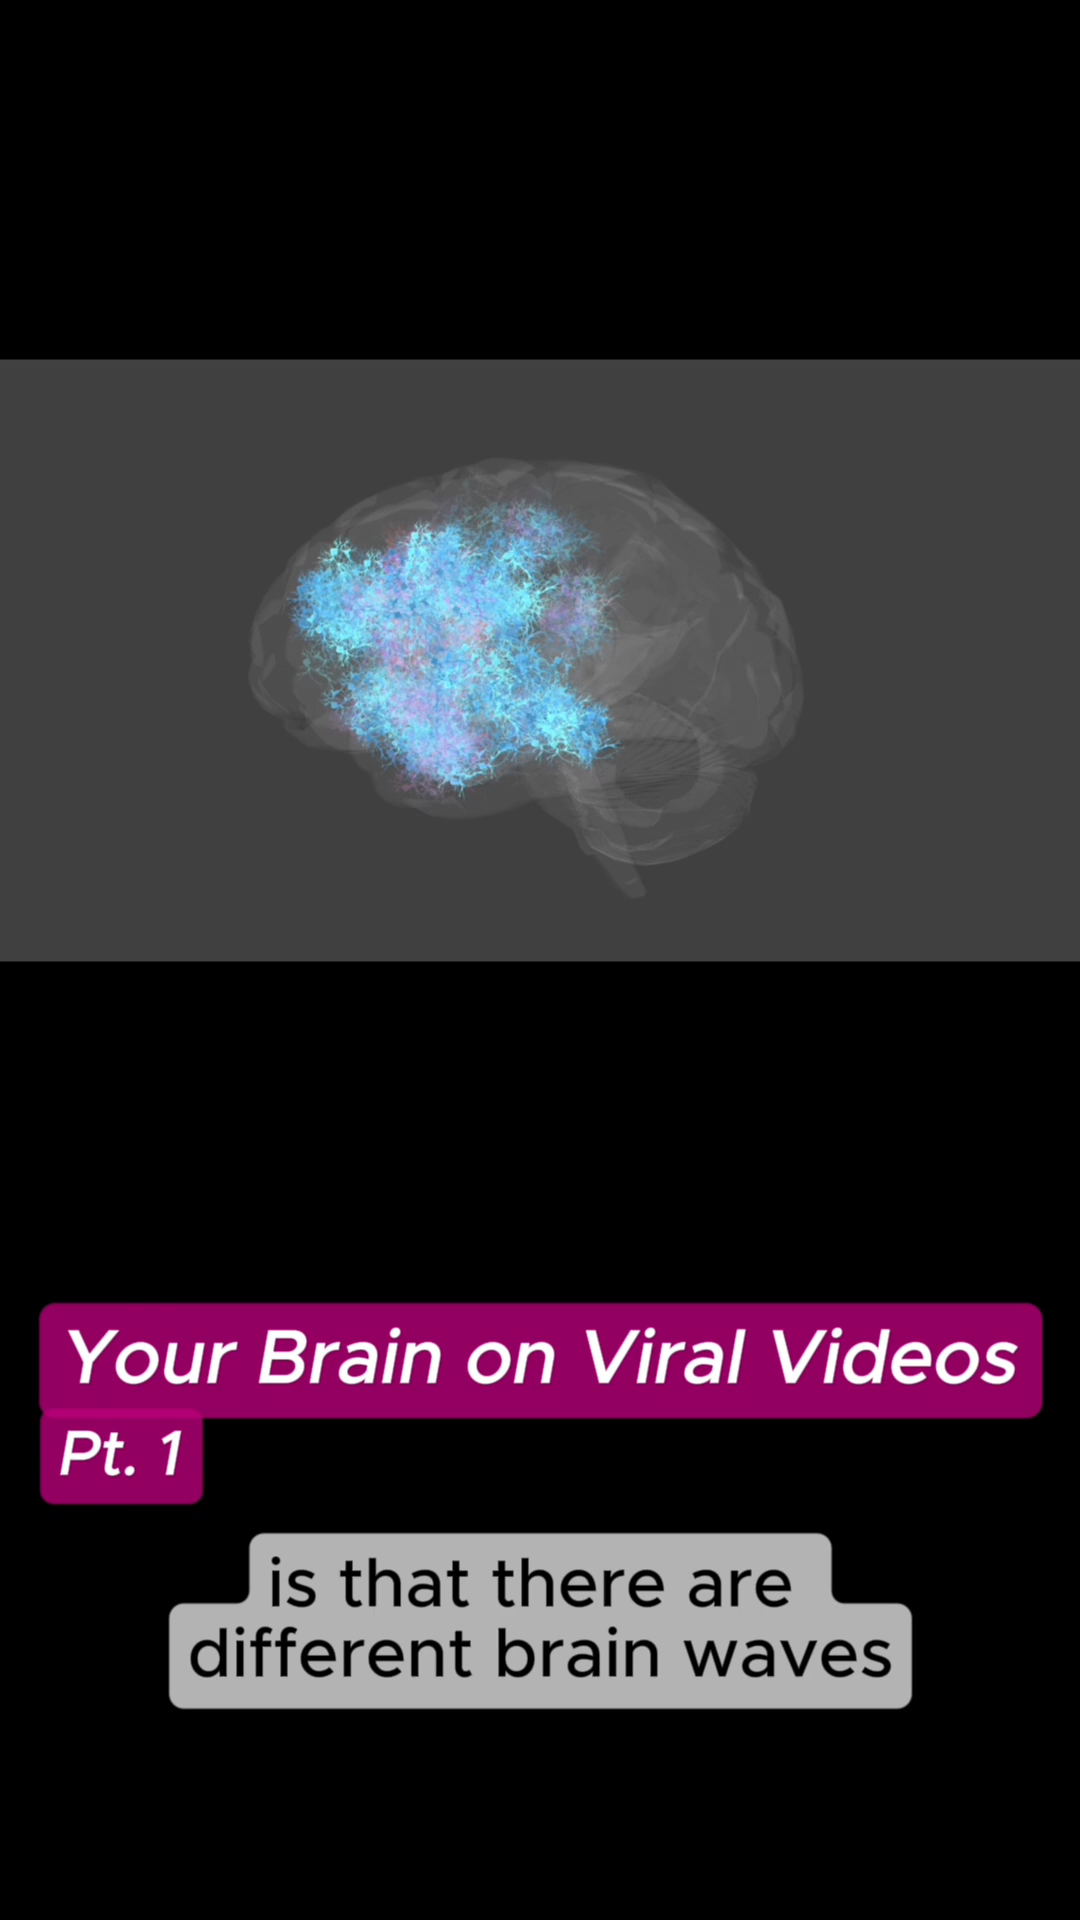 Your Brain on Viral Videos
Pt. 1
is that there are
different brain waves